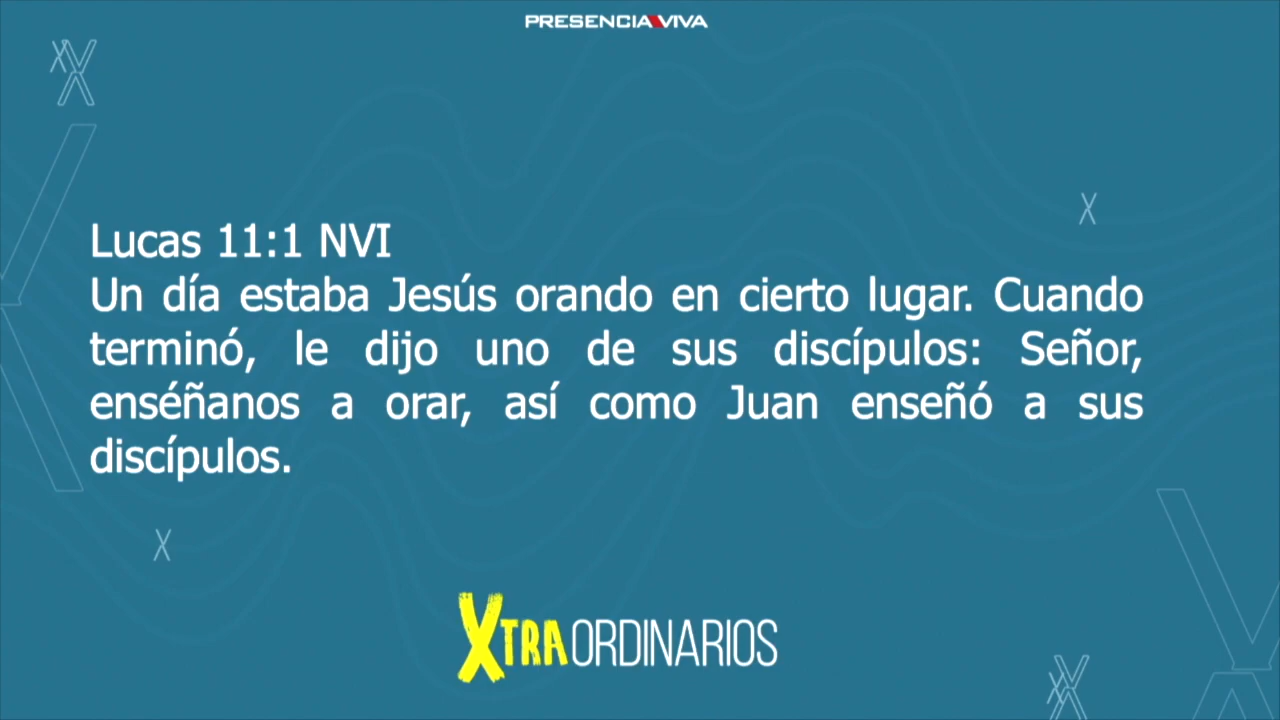 PRESENCIA VIVA
Lucas 11:1 NVI
Un día estaba Jesús orando en cierto lugar. Cuando
terminó, le dijo uno de sus discípulos: Señor,
enséñanos a orar, así como Juan enseñó a sus
discípulos.
XTRAORDINARIOS